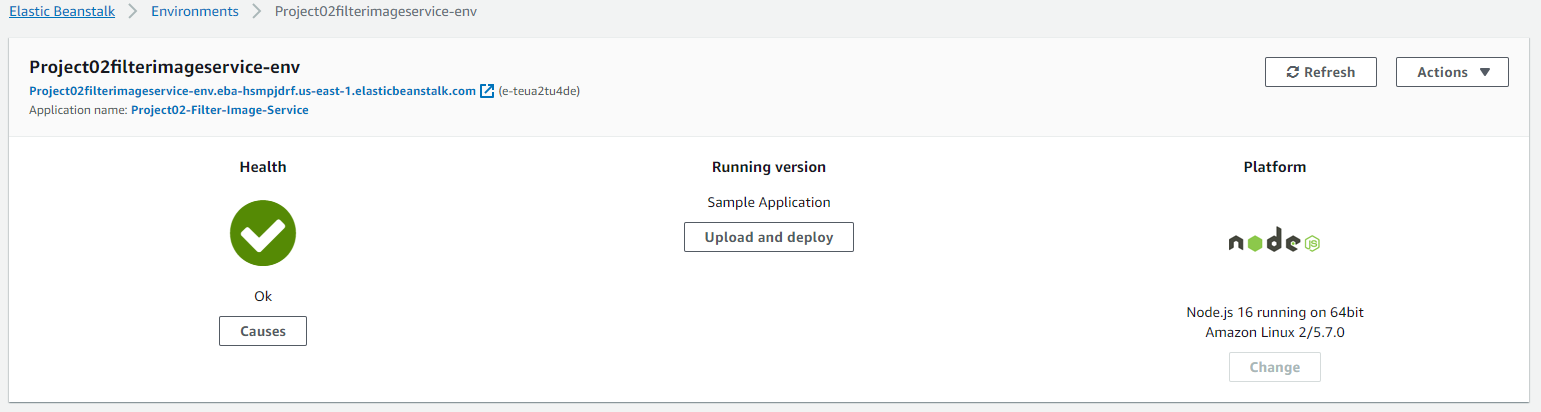 Elastic Beanstalk > Environments > Project02filterimageservice-env
Project02filterimageservice-env
Refresh
Actions
Project02filterimageservice-env.eba-hsmpjdrf.us-east-1.elasticbeanstalk.com (e-teua2tu4de)
Application name: Project02-Filter-Image-Service
Health
Ok
Causes
Running version
Sample Application
Upload and deploy
Platform
node
JS
Node.js 16 running on 64bit
Amazon Linux 2/5.7.0
Change